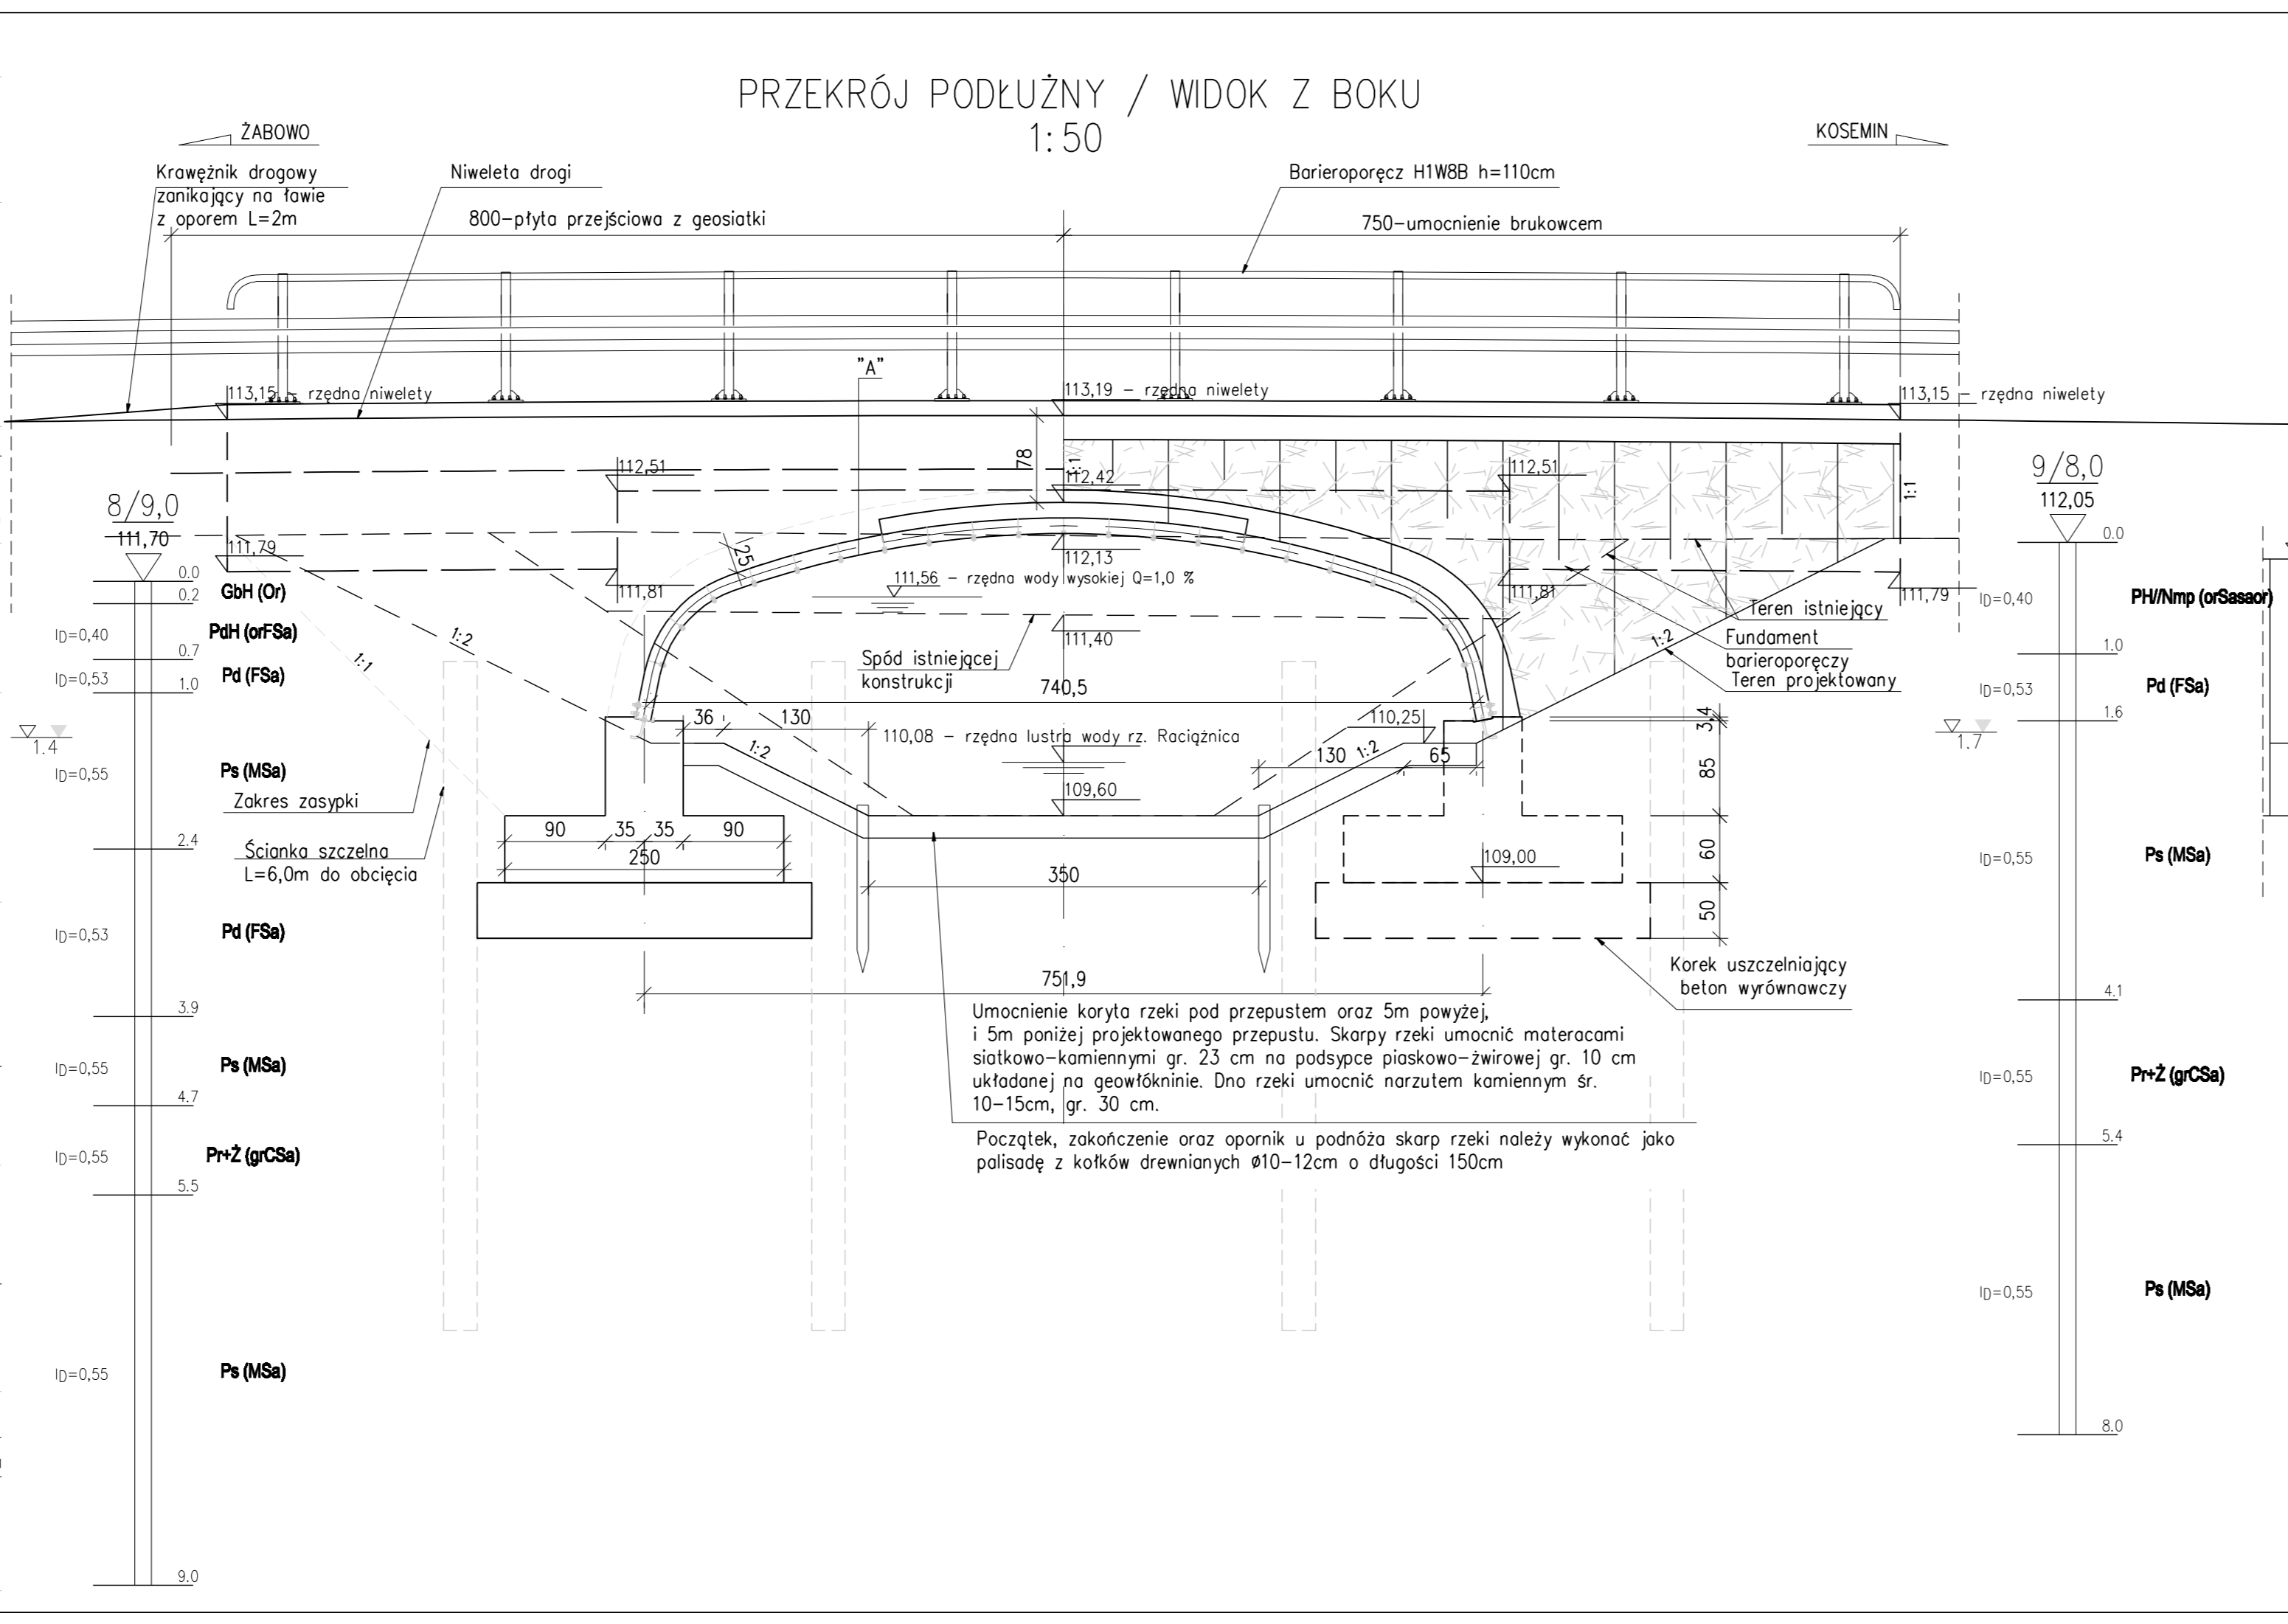 PRZEKRÓJ PODŁUŻNY / WIDOK Z BOKU
1:50
ŻABOWO
KOSEMIN
Krawężnik drogowy
zanikający na ławie
z oporem L=2m
Niweleta drogi
Barieroporęcz H1W8B h=110cm
800-płyta przejściowa z geosiatki
750-umocnienie brukowcem
"A"
113,15 - rzędna niwelety
113,19 - rzędna niwelety
113,15 - rzędna niwelety
78
1:1
112,51
112,42
112,51
1:1
8/9,0
111,70
9/8,0
112,05
111,79
25
112,13
111,56 - rzędna wody wysokiej Q=1,0 %
111,81
111,81
111,79
0.0
0.2
GbH (Or)
ID=0,40
PdH (orFSa)
0.7
ID=0,53
Pd (FSa)
1.0
1.4
ID=0,55
Ps (MSa)
2.4
ID=0,53
Pd (FSa)
3.9
ID=0,55
Ps (MSa)
4.7
ID=0,55
Pr+Ż (grCSa)
5.5
ID=0,55
Ps (MSa)
9.0
1:2
1:1
Zakres zasypki
Ścianka szczelna
L=6,0m do obcięcia
111,40
Spód istniejącej
konstrukcji
740,5
36
130
110,25
110,08 - rzędna lustra wody rz. Raciążnica
1:2
130
1:2
65
109,60
90
35
35
90
250
350
109,00
751,9
Teren istniejący
Fundament
barieroporęczy
Teren projektowany
1:2
3,4
85
60
50
Korek uszczelniający
beton wyrównawczy
Umocnienie koryta rzeki pod przepustem oraz 5m powyżej,
i 5m poniżej projektowanego przepustu. Skarpy rzeki umocnić materacami
siatkowo-kamiennymi gr. 23 cm na podsypce piaskowo-żwirowej gr. 10 cm
układanej na geowłókninie. Dno rzeki umocnić narzutem kamiennym śr.
10-15cm, gr. 30 cm.
Początek, zakończenie oraz opornik u podnóża skarp rzeki należy wykonać jako
palisadę z kołków drewnianych ø10-12cm o długości 150cm
0.0
ID=0,40
PH//Nmp (orSasaor)
1.0
ID=0,53
Pd (FSa)
1.6
1.7
ID=0,55
Ps (MSa)
4.1
ID=0,55
Pr+Ż (grCSa)
5.4
ID=0,55
Ps (MSa)
8.0